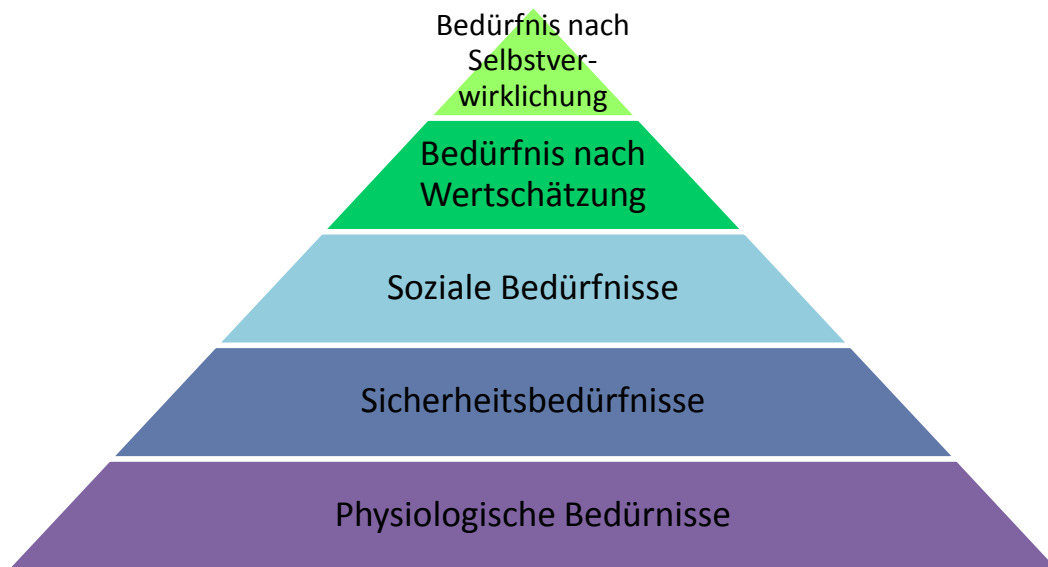 Bedürfnis nach
Selbstver-
wirklichung
Bedürfnis nach
Wertschätzung
Soziale Bedürfnisse
Sicherheitsbedürfnisse
Physiologische Bedürnisse